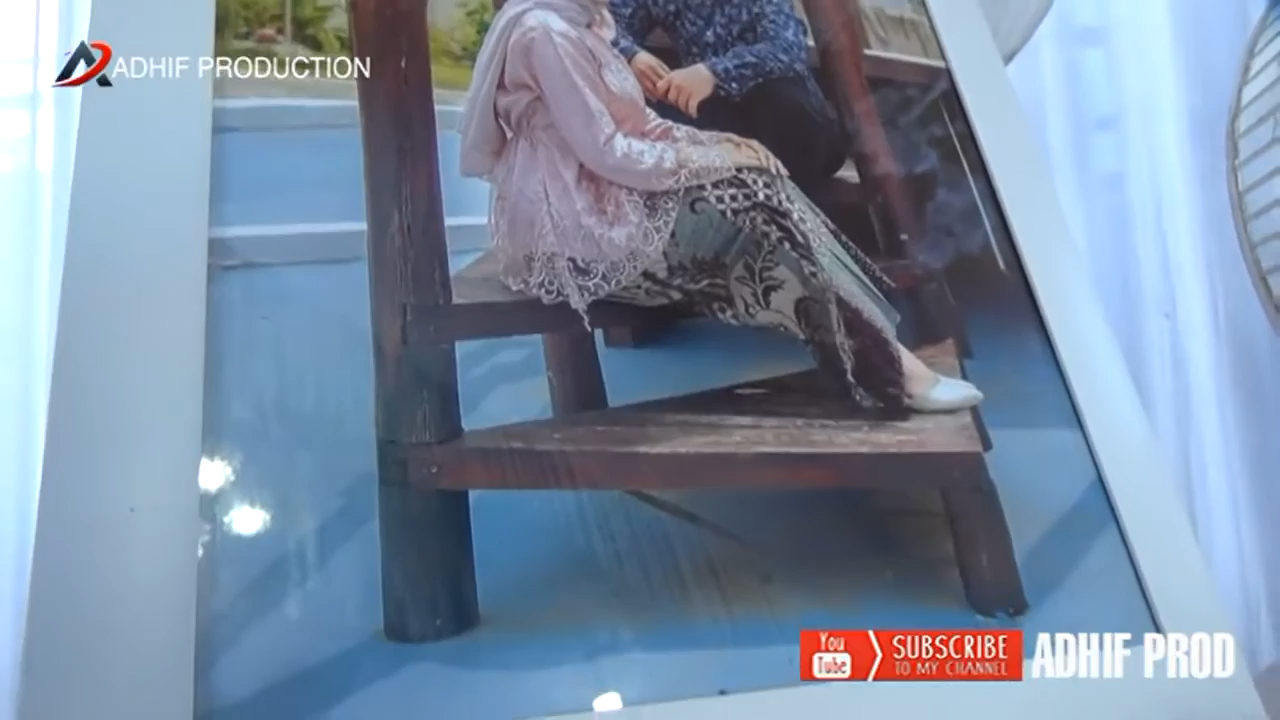 ADHIF PRODUCTION
You
Tube
SUBSCRIBE
TO MY CHANNEL
ADHIF PROD